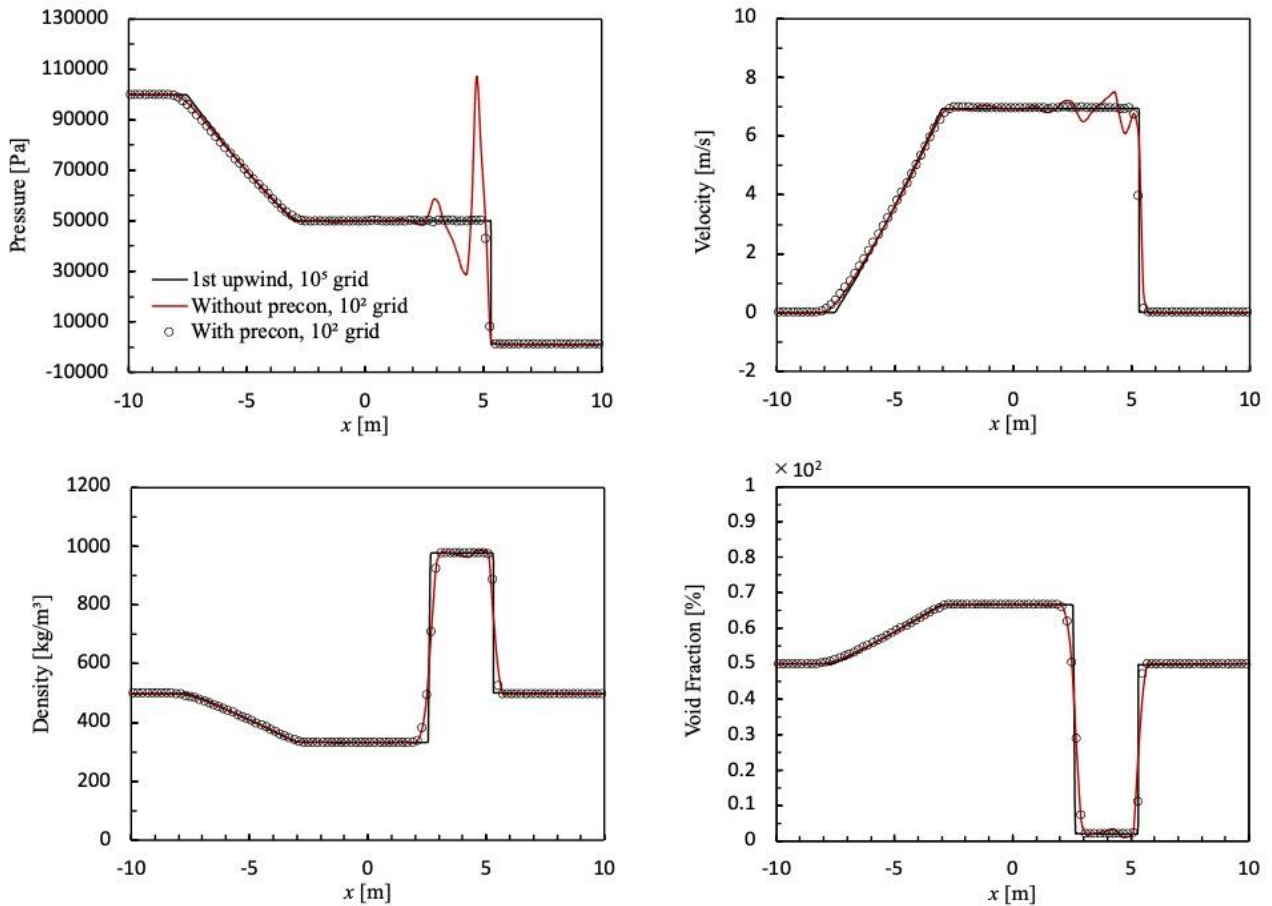 130000
110000
90000
70000
50000
30000
10000
-10000
Pressure [Pa]
1st upwind, 10⁵ grid
Without precon, 10² grid
With precon, 10² grid
-10 -5 0 5 10
x [m]
10
8
6
4
2
0
-2
Velocity [m/s]
-10 -5 0 5 10
x [m]
1200
1000
800
600
400
200
0
Density [kg/m³]
-10 -5 0 5 10
x [m]
×10²
1
0.9
0.8
0.7
0.6
0.5
0.4
0.3
0.2
0.1
0
Void Fraction [%]
-10 -5 0 5 10
x [m]